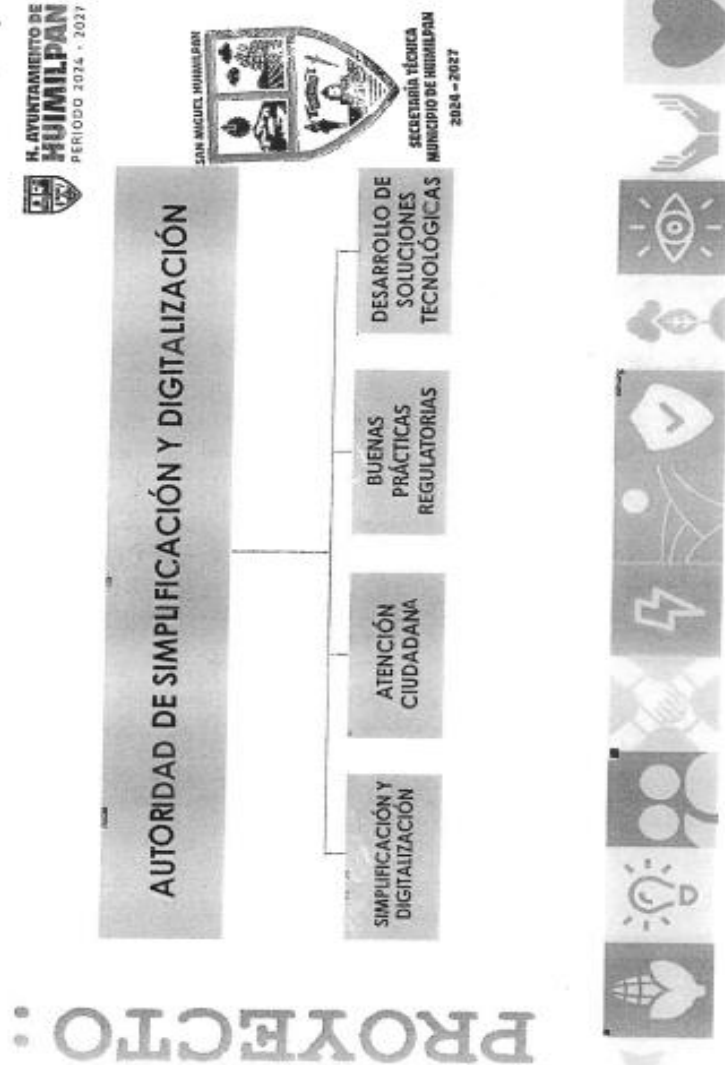 H. AYUNTAMIENTO DE
HUIMILPAN
PERIODO 2024 - 2027
SAN MIGUEL HUIMILPAN
SECRETARÍA TÉCNICA
MUNICIPIO DE HUIMILPAN
2024-2027
PROYECTO:
AUTORIDAD DE SIMPLIFICACIÓN Y DIGITALIZACIÓN
SIMPLIFICACIÓN Y
DIGITALIZACIÓN
ATENCIÓN
CIUDADANA
BUENAS
PRÁCTICAS
REGULATORIAS
DESARROLLO DE
SOLUCIONES
TECNOLÓGICAS